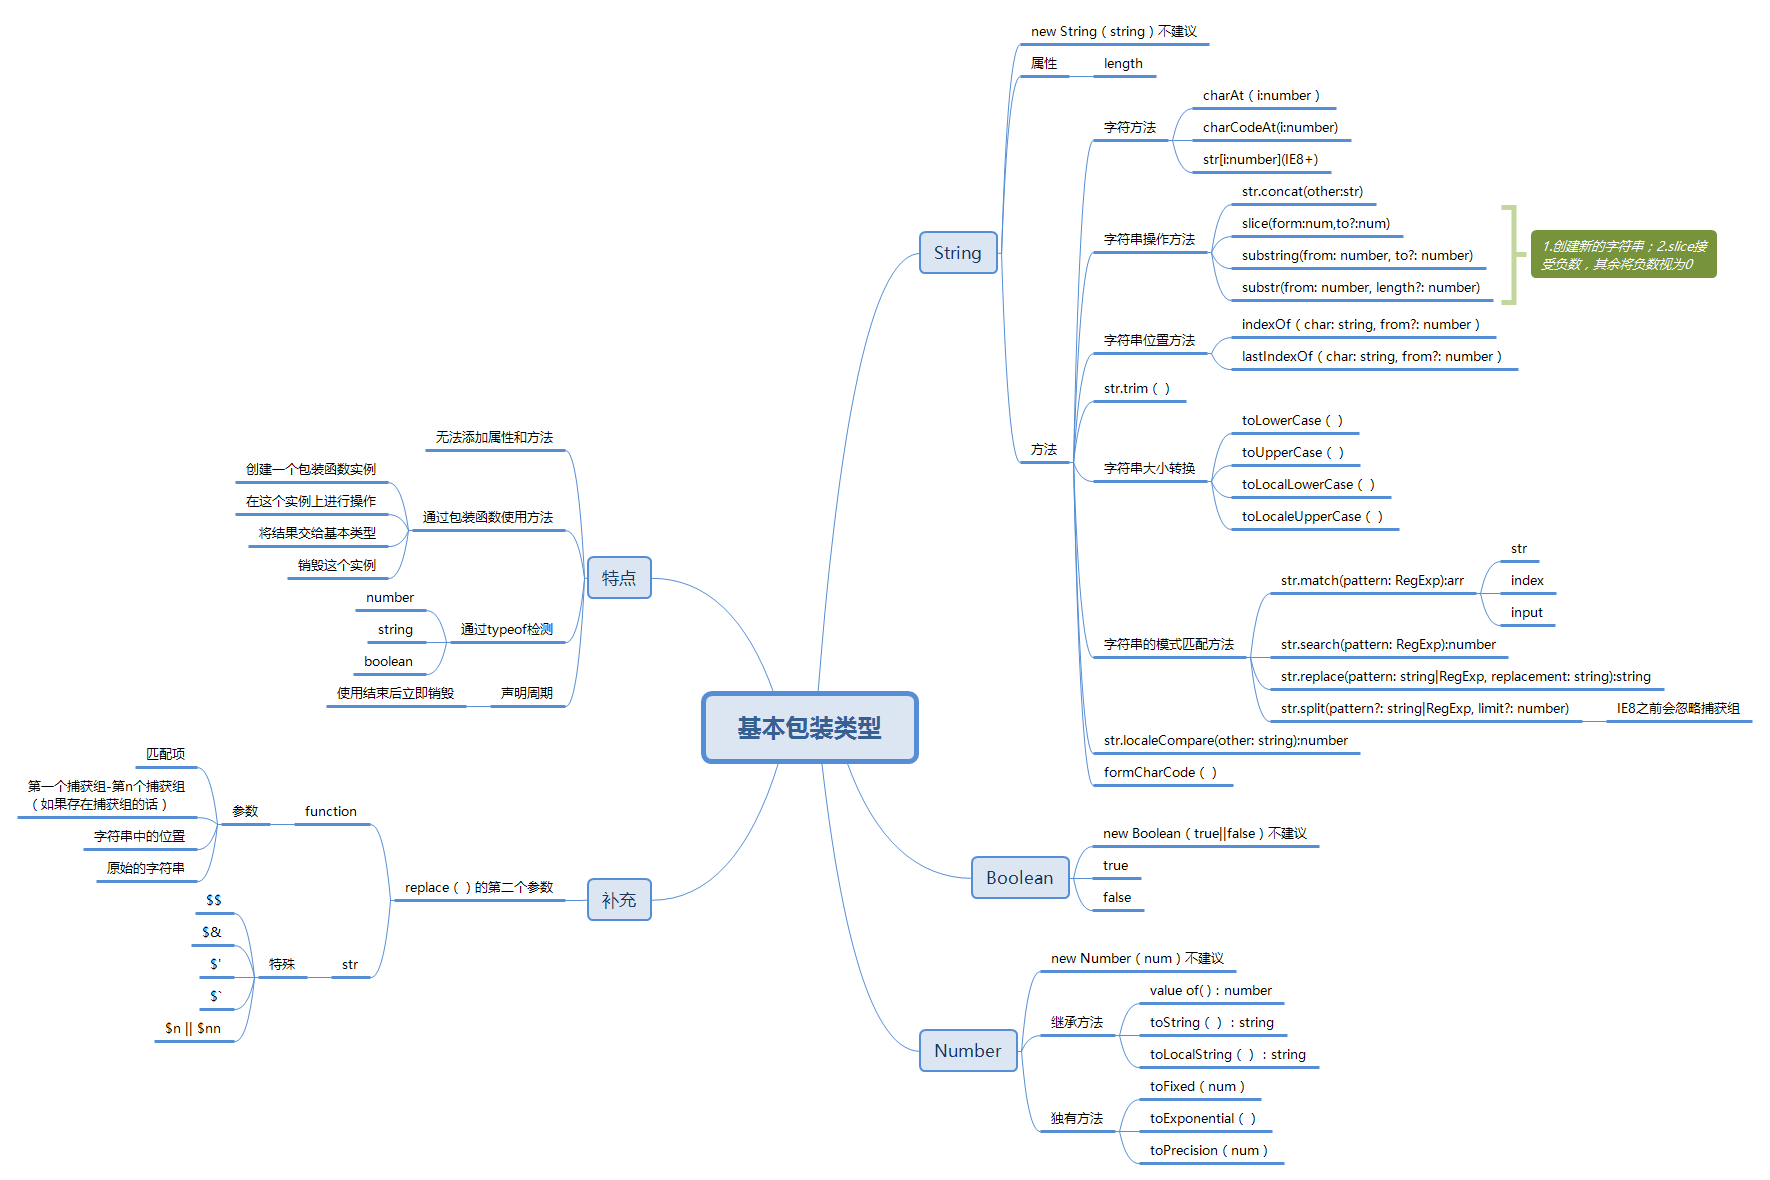 基本包装类型
String
new String（string）不建议
属性
length
方法
字符方法
charAt（i:number）
charCodeAt(i:number)
str[i:number](IE8+)
字符串操作方法
str.concat(other:str)
slice(form:num,to?:num)
substring(from: number, to?: number)
substr(from: number, length?: number)
1.创建新的字符串；2.slice接
受负数，其余将负数视为0
字符串位置方法
indexOf（char: string, from?: number）
lastIndexOf（char: string, from?: number）
str.trim（ ）
字符串大小转换
toLowerCase（ ）
toUpperCase（ ）
toLocalLowerCase（ ）
toLocaleUpperCase（ ）
字符串的模式匹配方法
str.match(pattern: RegExp):arr
str
index
input
str.search(pattern: RegExp):number
str.replace(pattern: string|RegExp, replacement: string):string
str.split(pattern?: string|RegExp, limit?: number)
IE8之前会忽略捕获组
str.localeCompare(other: string):number
formCharCode（ ）
Boolean
new Boolean（true||false）不建议
true
false
Number
new Number（num）不建议
继承方法
value of( )：number
toString（ ）：string
toLocalString（ ）：string
独有方法
toFixed（num）
toExponential（ ）
toPrecision（num）
特点
无法添加属性和方法
通过包装函数使用方法
创建一个包装函数实例
在这个实例上进行操作
将结果交给基本类型
销毁这个实例
通过typeof检测
number
string
boolean
声明周期
使用结束后立即销毁
补充
replace（ ）的第二个参数
function
参数
匹配项
第一个捕获组-第n个捕获组
（如果存在捕获组的话）
字符串中的位置
原始的字符串
str
特殊
$$
$&
$'
$`
$n || $nn